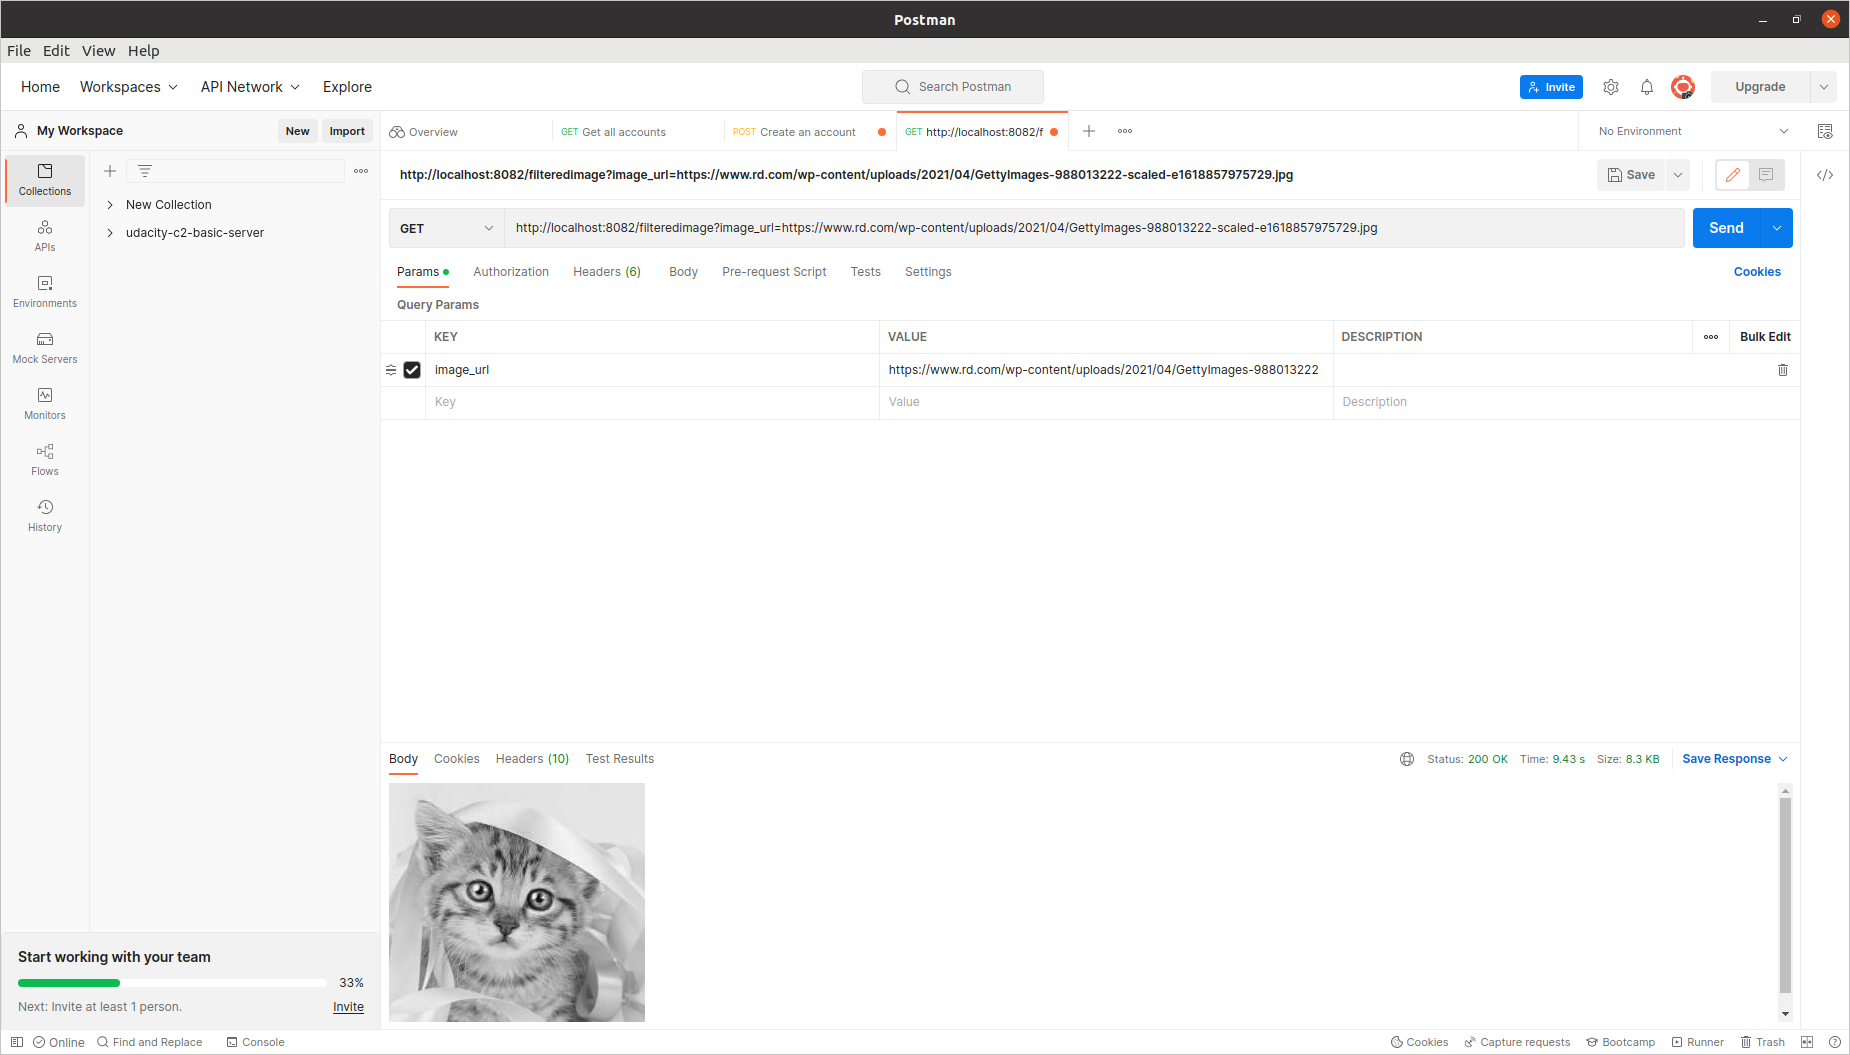 Postman
File Edit View Help
Home Workspaces API Network Explore Search Postman Invite Upgrade
My Workspace New Import Overview GET Get all accounts POST Create an account GET http://localhost:8082/f No Environment
http://localhost:8082/filteredimage?image_url=https://www.rd.com/wp-content/uploads/2021/04/GettyImages-988013222-scaled-e1618857975729.jpg Save
Collections
New Collection
udacity-c2-basic-server
APIs
Environments
Mock Servers
Monitors
Flows
History
GET http://localhost:8082/filteredimage?image_url=https://www.rd.com/wp-content/uploads/2021/04/GettyImages-988013222-scaled-e1618857975729.jpg Send
Params Authorization Headers (6) Body Pre-request Script Tests Settings Cookies
Query Params
KEY VALUE DESCRIPTION Bulk Edit
image_url https://www.rd.com/wp-content/uploads/2021/04/GettyImages-988013222
Key Value Description
Body Cookies Headers (10) Test Results Status: 200 OK Time: 9.43 s Size: 8.3 KB Save Response
Start working with your team
33%
Next: Invite at least 1 person. Invite
Online Find and Replace Console Cookies Capture requests Bootcamp Runner Trash